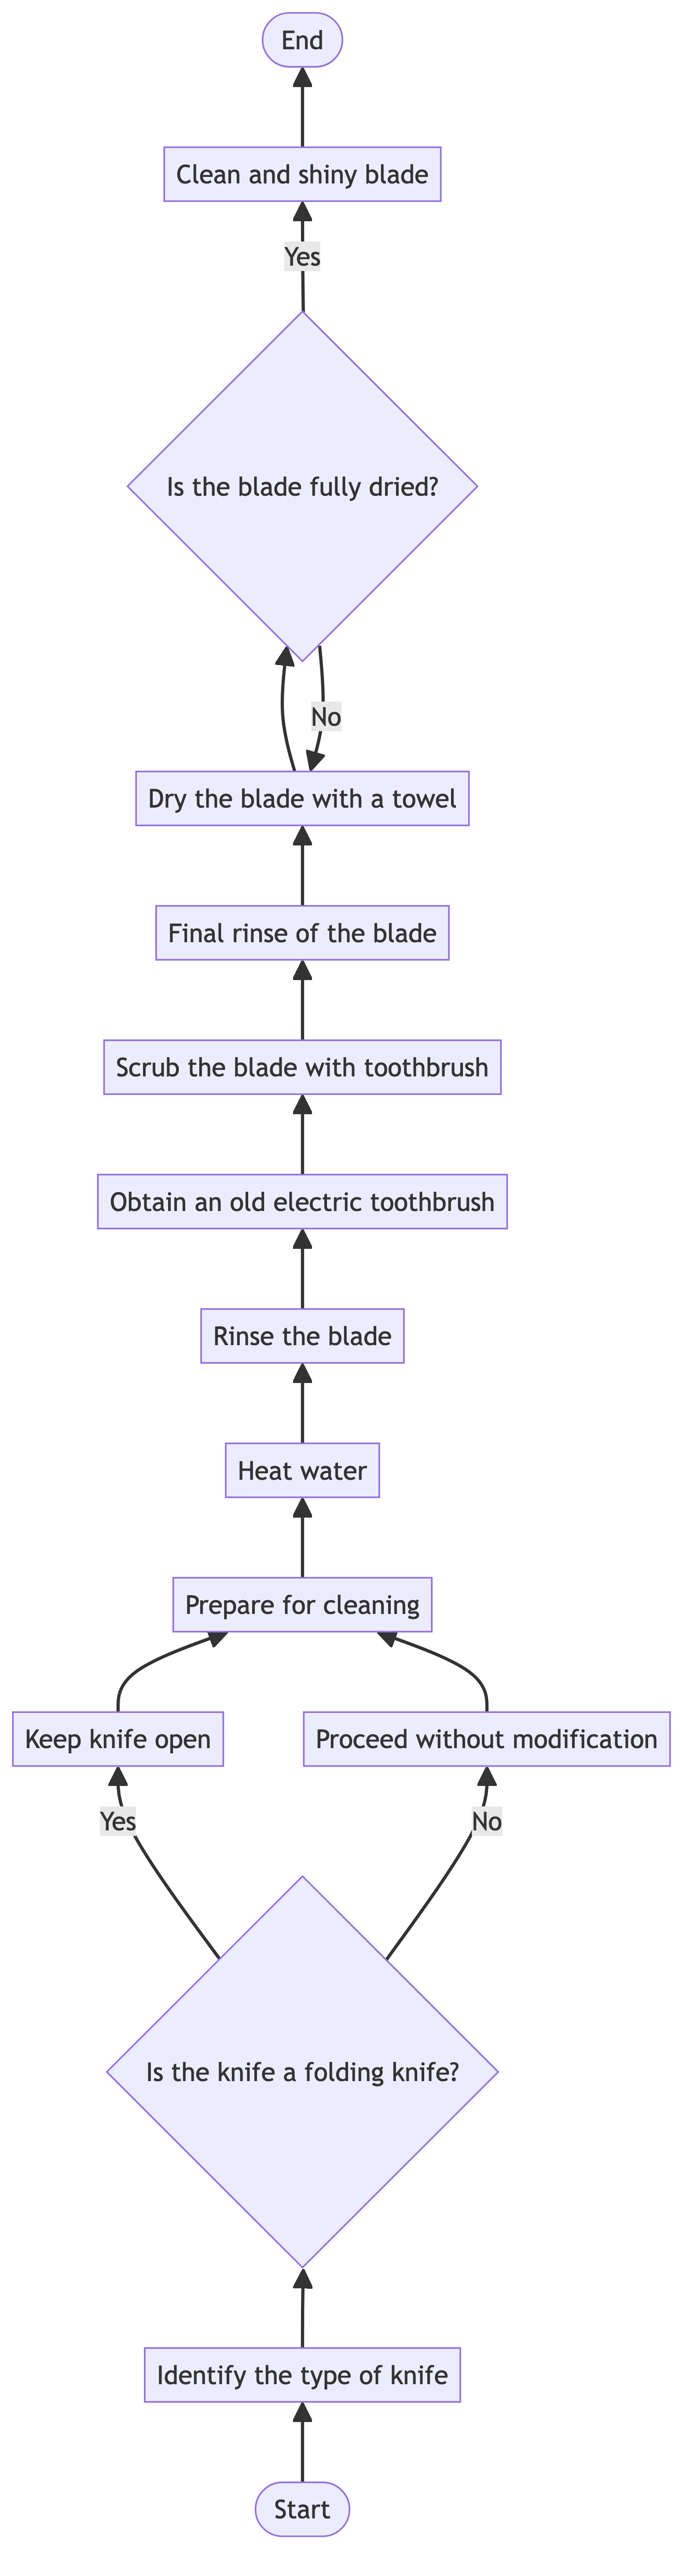 End
Clean and shiny blade
Yes
Is the blade fully dried?
No
Dry the blade with a towel
Final rinse of the blade
Scrub the blade with toothbrush
Obtain an old electric toothbrush
Rinse the blade
Heat water
Prepare for cleaning
Keep knife open
Proceed without modification
Yes
No
Is the knife a folding knife?
Identify the type of knife
Start